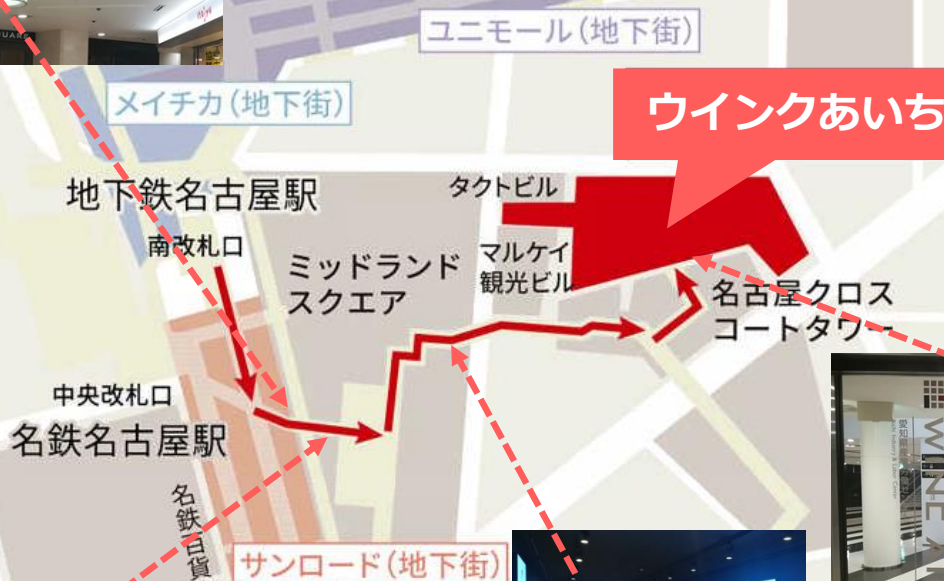 ユニモール(地下街)
メイチカ(地下街)
ウインクあいち
地下鉄名古屋駅
南改札口
タクトビル
ミッドランド
スクエア
マルケイ
観光ビル
名古屋クロス
コートタワー
中央改札口
名鉄名古屋駅
名鉄百貨
サンロード(地下街)